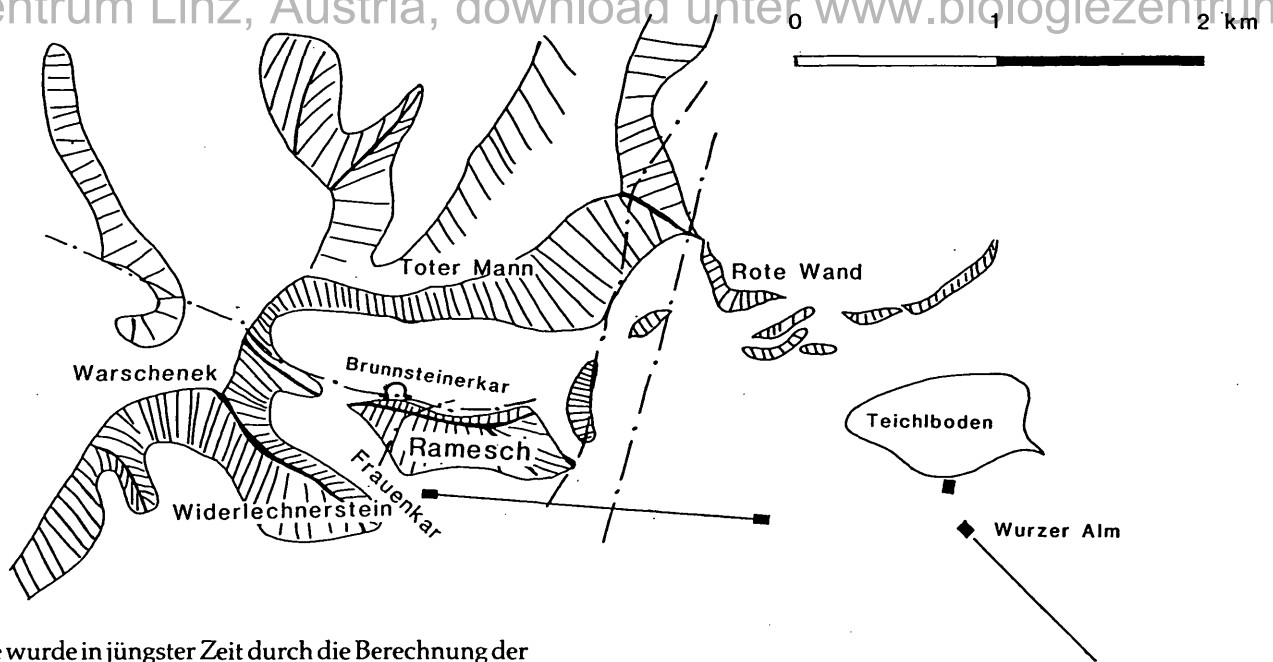 entrum Linz, Austria, download unter www.biologiezentrum
0 1 2 km
Toter Mann
Rote Wand
Warschenek
Brunnsteinerkar
Teichlboden
Ramesch
Frauenkar
Widerlechnerstein
Wurzer Alm
e wurde in jüngster Zeit durch die Berechnung der